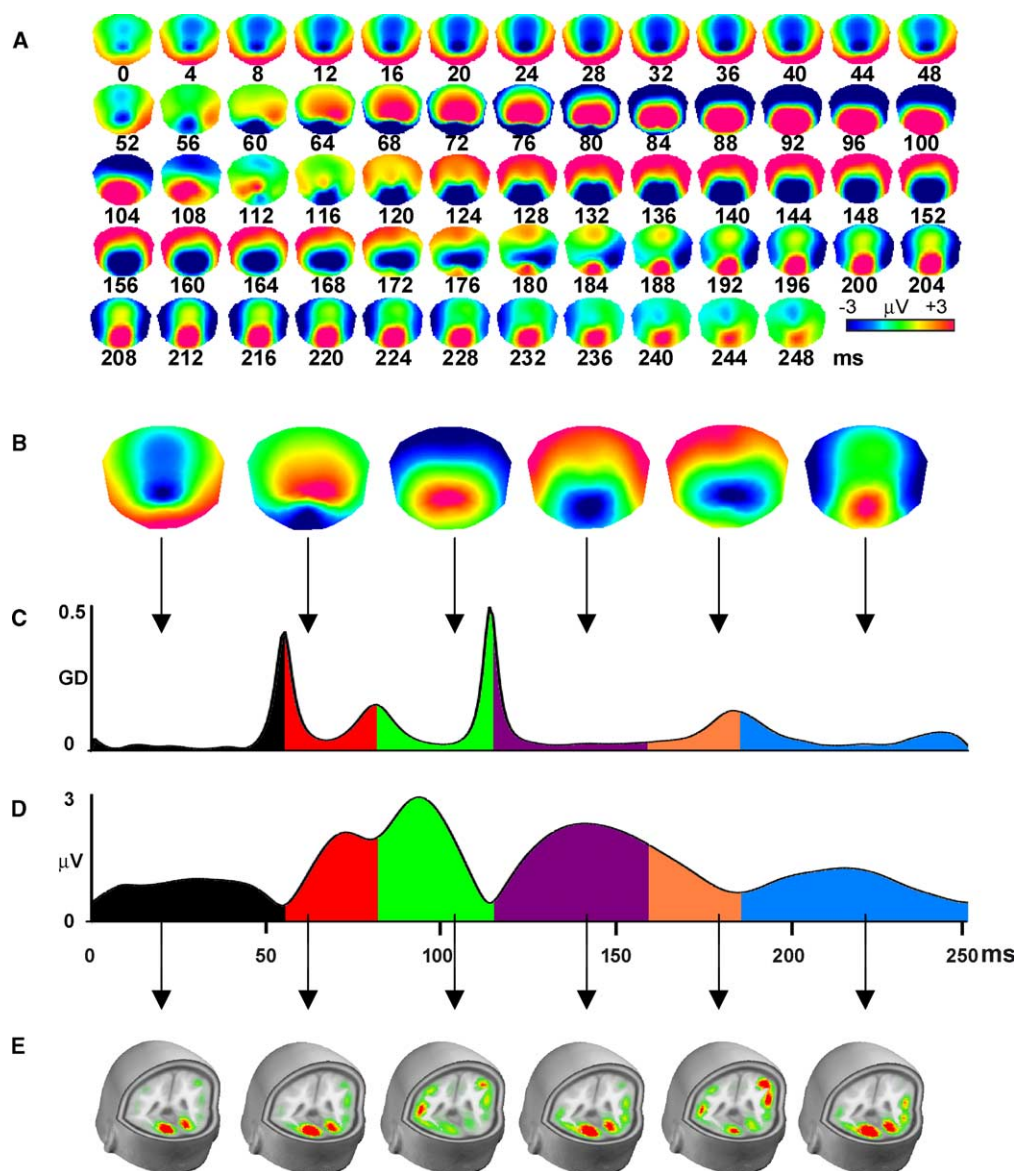 A
0 4 8 12 16 20 24 28 32 36 40 44 48
52 56 60 64 68 72 76 80 84 88 92 96 100
104 108 112 116 120 124 128 132 136 140 144 148 152
156 160 164 168 172 176 180 184 188 192 196 200 204
-3 μV +3
208 212 216 220 224 228 232 236 240 244 248 ms
B
C
0.5
GD
0
D
3
μV
0
0 50 100 150 200 250 ms
E